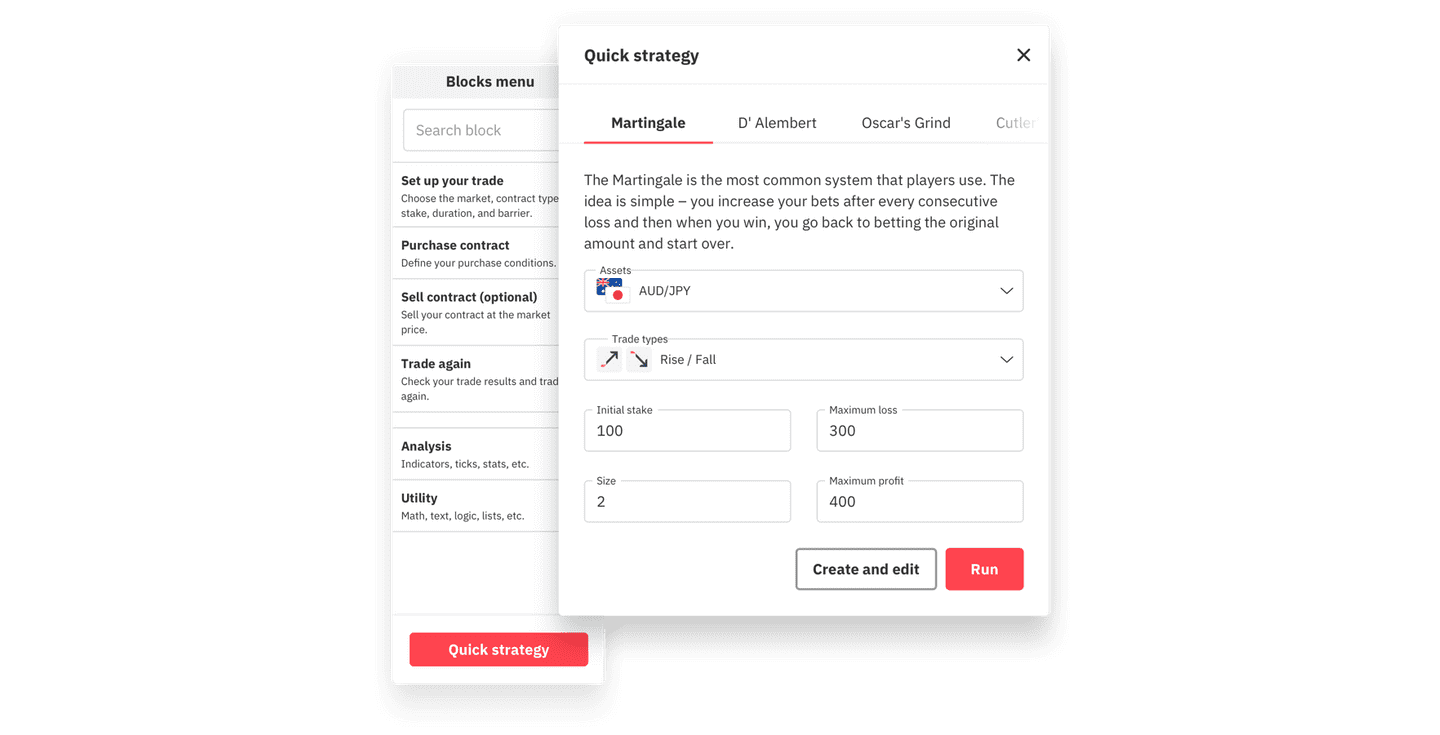 Blocks menu
Search block
Set up your trade
Choose the market, contract type
stake, duration, and barrier.
Purchase contract
Define your purchase conditions.
Sell contract (optional)
Sell your contract at the market
price.
Trade again
Check your trade results and trad
again.
Analysis
Indicators, ticks, stats, etc.
Utility
Math, text, logic, lists, etc.
Quick strategy
Quick strategy
Martingale D' Alembert Oscar's Grind Cutler
The Martingale is the most common system that players use. The
idea is simple – you increase your bets after every consecutive
loss and then when you win, you go back to betting the original
amount and start over.
Assets
AUD/JPY
Trade types
Rise / Fall
Initial stake
100
Maximum loss
300
Size
2
Maximum profit
400
Create and edit
Run